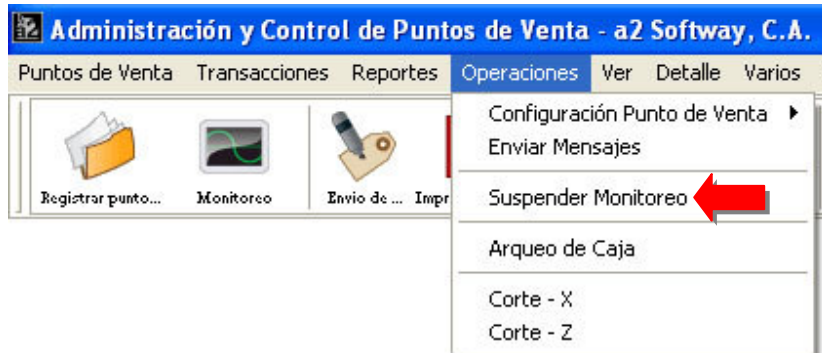 Administración y Control de Puntos de Venta - a2 Softway, C.A.
Puntos de Venta Transacciones Reportes Operaciones Ver Detalle Varios
Registrar punto... Monitoreo Envio de ... Impr
Configuración Punto de Venta
Enviar Mensajes
Suspender Monitoreo
Arqueo de Caja
Corte - X
Corte - Z